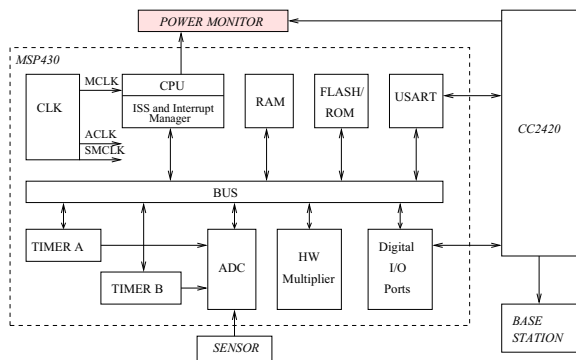 POWER MONITOR
MSP430
CLK
MCLK
ACLK
SMCLK
CPU
ISS and Interrupt
Manager
RAM
FLASH/
ROM
USART
CC2420
BUS
TIMER A
TIMER B
ADC
HW
Multiplier
Digital
I/O
Ports
SENSOR
BASE
STATION